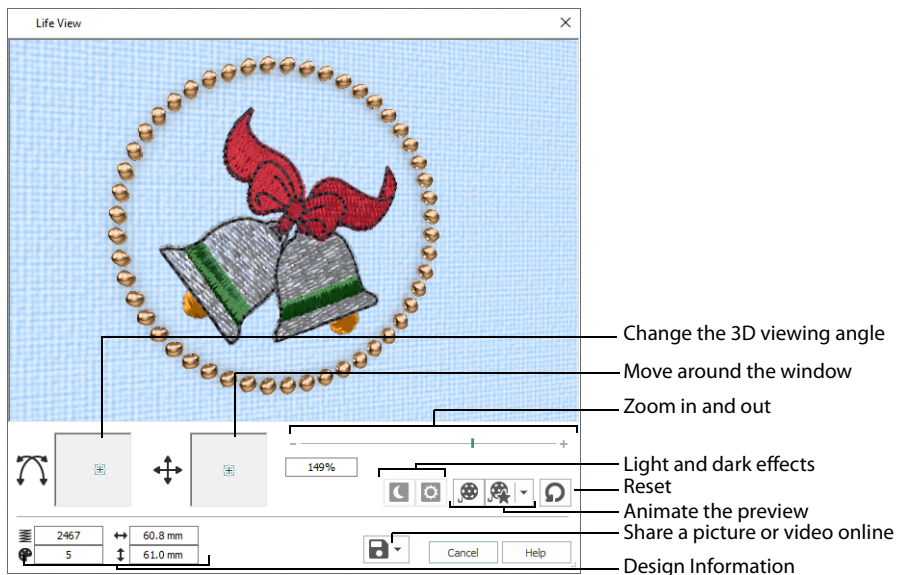 Life View
Change the 3D viewing angle
Move around the window
Zoom in and out
- +
149%
Light and dark effects
Reset
Animate the preview
Share a picture or video online
2467 60.8 mm
5 61.0 mm
Cancel Help
Design Information